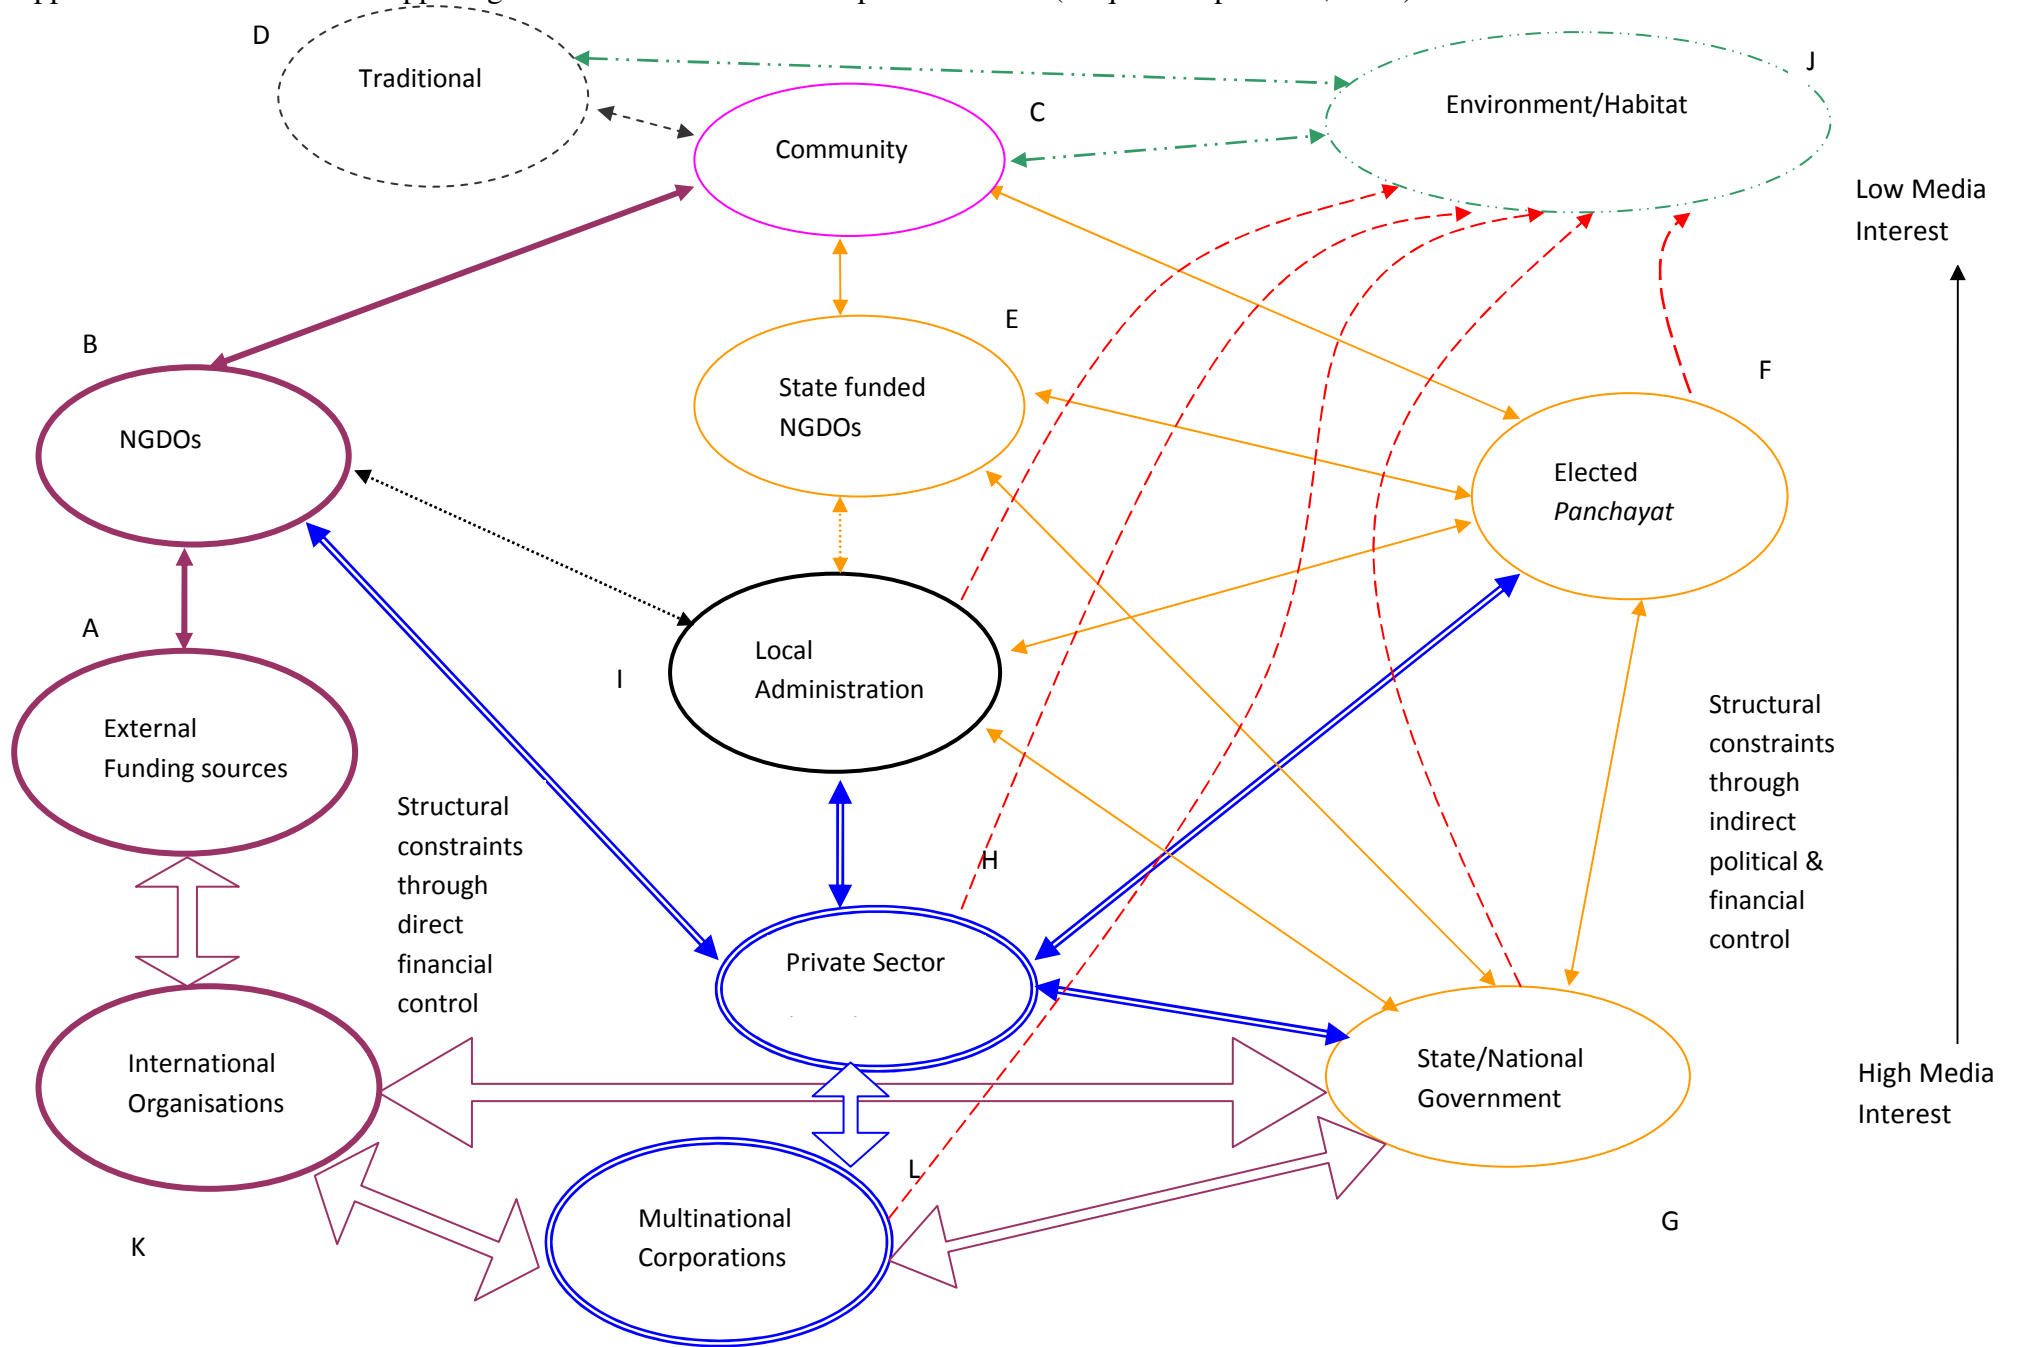 D
Traditional
J
Environment/Habitat
C
Community
Low Media
Interest
E
B
F
State funded
NGDOs
NGDOs
Elected
Panchayat
A
I
Local
Administration
External
Funding sources
Structural
constraints
through
direct
financial
control
Structural
constraints
through
indirect
political &
financial
control
H
Private Sector
International
Organisations
State/National
Government
High Media
Interest
L
Multinational
Corporations
K
G